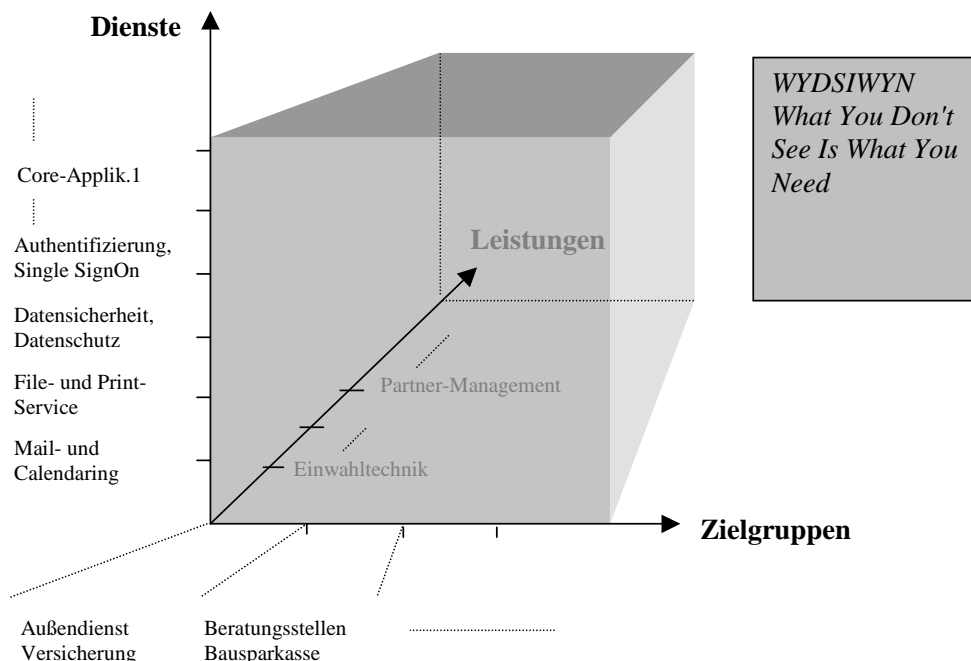 Dienste
WYDSIWYN
What You Don't
See Is What You
Need
Core-Applik.1
Authentifizierung,
Single SignOn
Leistungen
Datensicherheit,
Datenschutz
File- und Print-
Service
Partner-Management
Mail- und
Calendaring
Einwahltechnik
Zielgruppen
Außendienst
Versicherung
Beratungsstellen
Bausparkasse